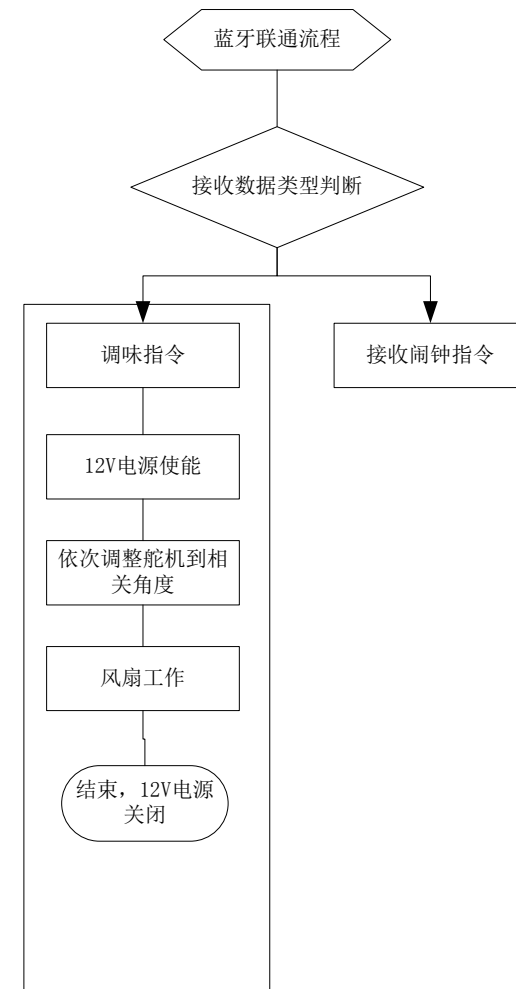 蓝牙联通流程
接收数据类型判断
调味指令
接收闹钟指令
12V电源使能
依次调整舵机到相
关角度
风扇工作
结束，12V电源
关闭